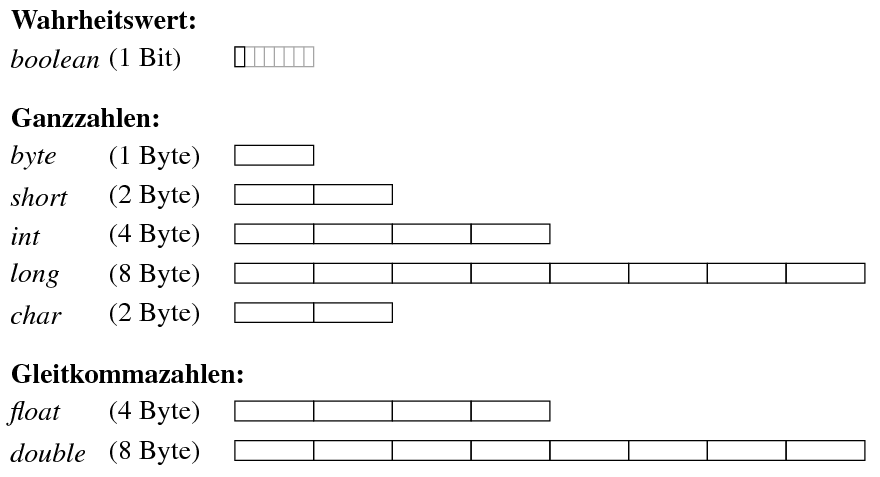 Wahrheitswert:
boolean (1 Bit)
Ganzzahlen:
byte (1 Byte)
short (2 Byte)
int (4 Byte)
long (8 Byte)
char (2 Byte)
Gleitkommazahlen:
float (4 Byte)
double (8 Byte)